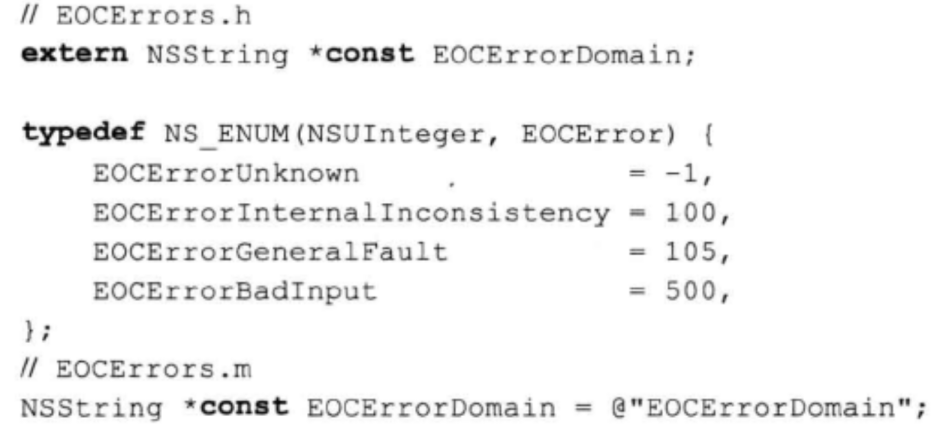 // EOCErrors.h
extern NSString *const EOCErrorDomain;
typedef NS_ENUM(NSUInteger, EOCError) {
    EOCErrorUnknown               = -1,
    EOCErrorInternalInconsistency = 100,
    EOCErrorGeneralFault          = 105,
    EOCErrorBadInput              = 500,
};
// EOCErrors.m
NSString *const EOCErrorDomain = @"EOCErrorDomain";